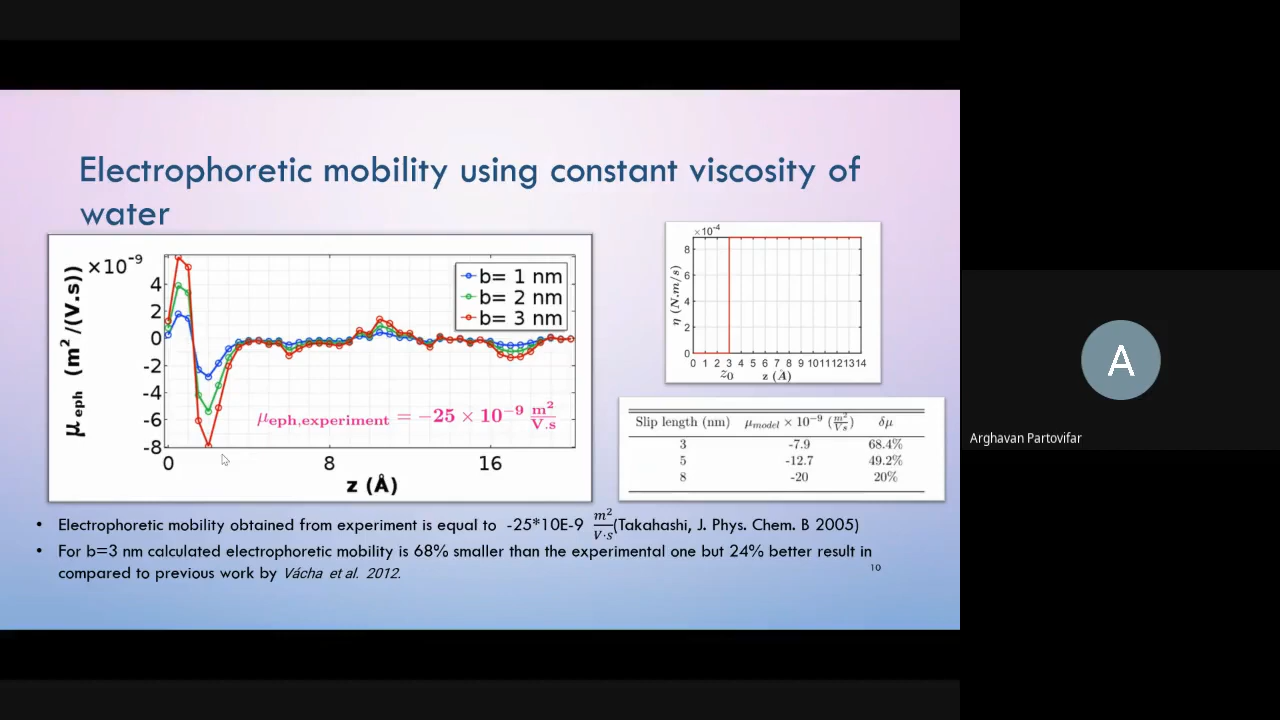 Electrophoretic mobility using constant viscosity of
water
×10⁻⁹
μ eph (m²/(V.s))
4
2
0
-2
-4
-6
-8
0 8 16
z (Å)
b= 1 nm
b= 2 nm
b= 3 nm
μeph,experiment = −25 × 10⁻⁹ m²/V.s
×10⁻⁴
η (N.m/s)
8
6
4
2
0
0 1 2 3 4 5 6 7 8 9 10 11 12 13 14
z₀ z (Å)
Slip length (nm) μmodel × 10⁻⁹ (m²/V.s) δμ
3 -7.9 68.4%
5 -12.7 49.2%
8 -20 20%
• Electrophoretic mobility obtained from experiment is equal to -25*10E-9 m²/V·s (Takahashi, J. Phys. Chem. B 2005)
• For b=3 nm calculated electrophoretic mobility is 68% smaller than the experimental one but 24% better result in
compared to previous work by Vácha et al. 2012.
10
A
Arghavan Partovifar